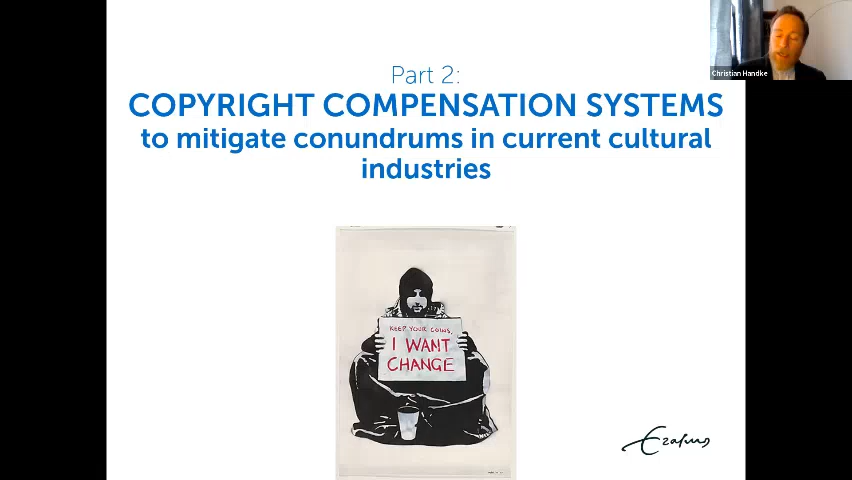 Part 2:
COPYRIGHT COMPENSATION SYSTEMS
to mitigate conundrums in current cultural
industries
Christian Handke
KEEP YOUR COINS,
I WANT
CHANGE
Erasmus